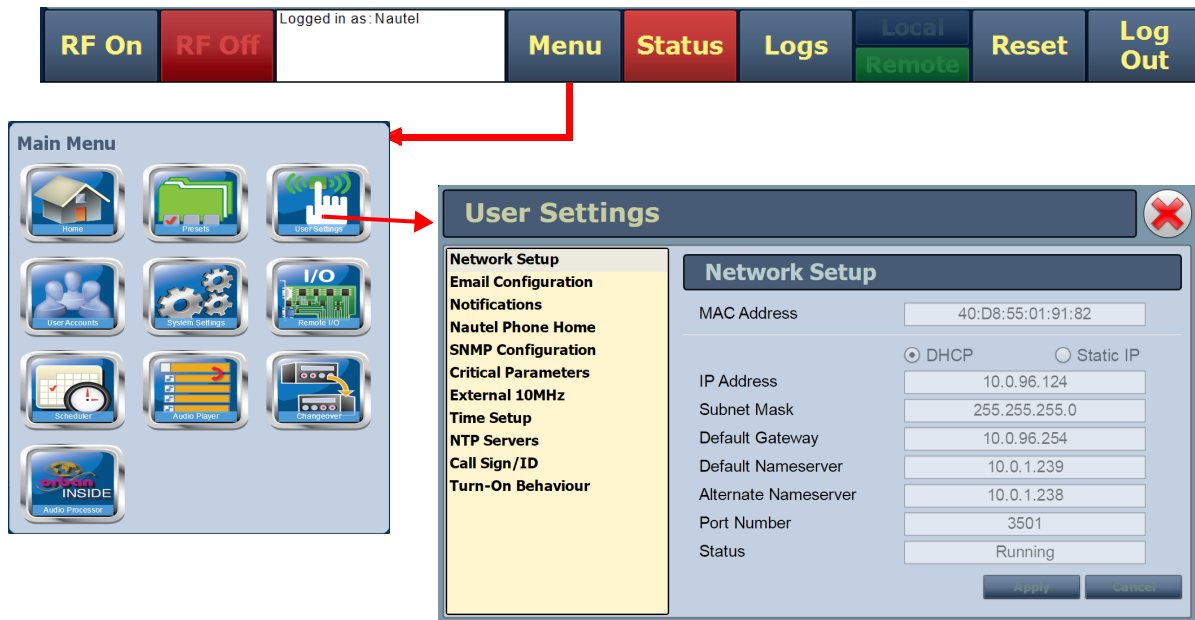 Logged in as: Nautel
RF On
RF Off
Menu
Status
Logs
Local
Remote
Reset
Log
Out
Main Menu
Home
Presets
User Settings
User Accounts
System Settings
I/O
Remote I/O
Scheduler
Audio Player
Changeover
orban
INSIDE
Audio Processor
User Settings
Network Setup
Email Configuration
Notifications
Nautel Phone Home
SNMP Configuration
Critical Parameters
External 10MHz
Time Setup
NTP Servers
Call Sign/ID
Turn-On Behaviour
Network Setup
MAC Address 40:D8:55:01:91:82
DHCP Static IP
IP Address 10.0.96.124
Subnet Mask 255.255.255.0
Default Gateway 10.0.96.254
Default Nameserver 10.0.1.239
Alternate Nameserver 10.0.1.238
Port Number 3501
Status Running
Apply Cancel